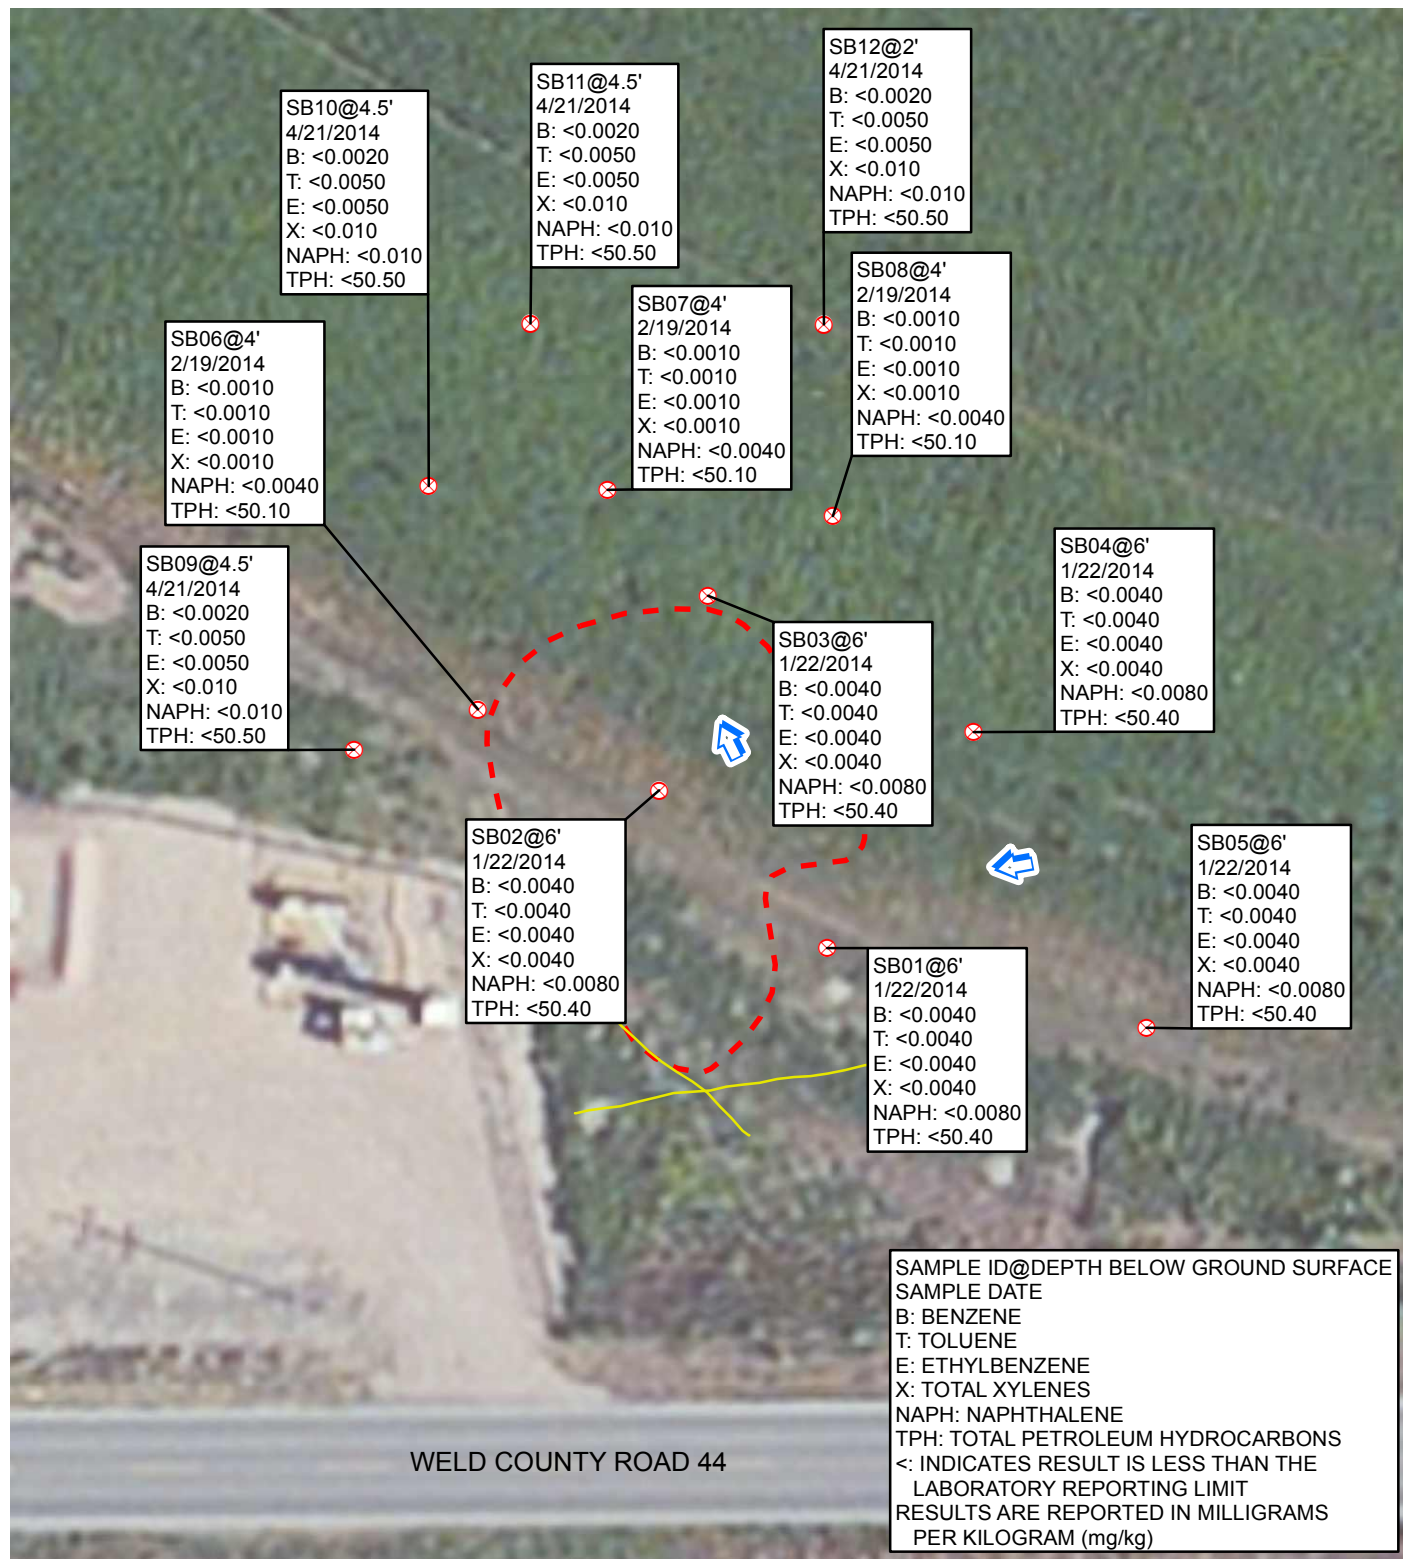 SB12@2'
4/21/2014
B: <0.0020
T: <0.0050
E: <0.0050
X: <0.010
NAPH: <0.010
TPH: <50.50
SB11@4.5'
4/21/2014
B: <0.0020
T: <0.0050
E: <0.0050
X: <0.010
NAPH: <0.010
TPH: <50.50
SB10@4.5'
4/21/2014
B: <0.0020
T: <0.0050
E: <0.0050
X: <0.010
NAPH: <0.010
TPH: <50.50
SB08@4'
2/19/2014
B: <0.0010
T: <0.0010
E: <0.0010
X: <0.0010
NAPH: <0.0040
TPH: <50.10
SB07@4'
2/19/2014
B: <0.0010
T: <0.0010
E: <0.0010
X: <0.0010
NAPH: <0.0040
TPH: <50.10
SB06@4'
2/19/2014
B: <0.0010
T: <0.0010
E: <0.0010
X: <0.0010
NAPH: <0.0040
TPH: <50.10
SB04@6'
1/22/2014
B: <0.0040
T: <0.0040
E: <0.0040
X: <0.0040
NAPH: <0.0080
TPH: <50.40
SB09@4.5'
4/21/2014
B: <0.0020
T: <0.0050
E: <0.0050
X: <0.010
NAPH: <0.010
TPH: <50.50
SB03@6'
1/22/2014
B: <0.0040
T: <0.0040
E: <0.0040
X: <0.0040
NAPH: <0.0080
TPH: <50.40
SB02@6'
1/22/2014
B: <0.0040
T: <0.0040
E: <0.0040
X: <0.0040
NAPH: <0.0080
TPH: <50.40
SB05@6'
1/22/2014
B: <0.0040
T: <0.0040
E: <0.0040
X: <0.0040
NAPH: <0.0080
TPH: <50.40
SB01@6'
1/22/2014
B: <0.0040
T: <0.0040
E: <0.0040
X: <0.0040
NAPH: <0.0080
TPH: <50.40
SAMPLE ID@DEPTH BELOW GROUND SURFACE
SAMPLE DATE
B: BENZENE
T: TOLUENE
E: ETHYLBENZENE
X: TOTAL XYLENES
NAPH: NAPHTHALENE
TPH: TOTAL PETROLEUM HYDROCARBONS
<: INDICATES RESULT IS LESS THAN THE
LABORATORY REPORTING LIMIT
RESULTS ARE REPORTED IN MILLIGRAMS
PER KILOGRAM (mg/kg)
WELD COUNTY ROAD 44